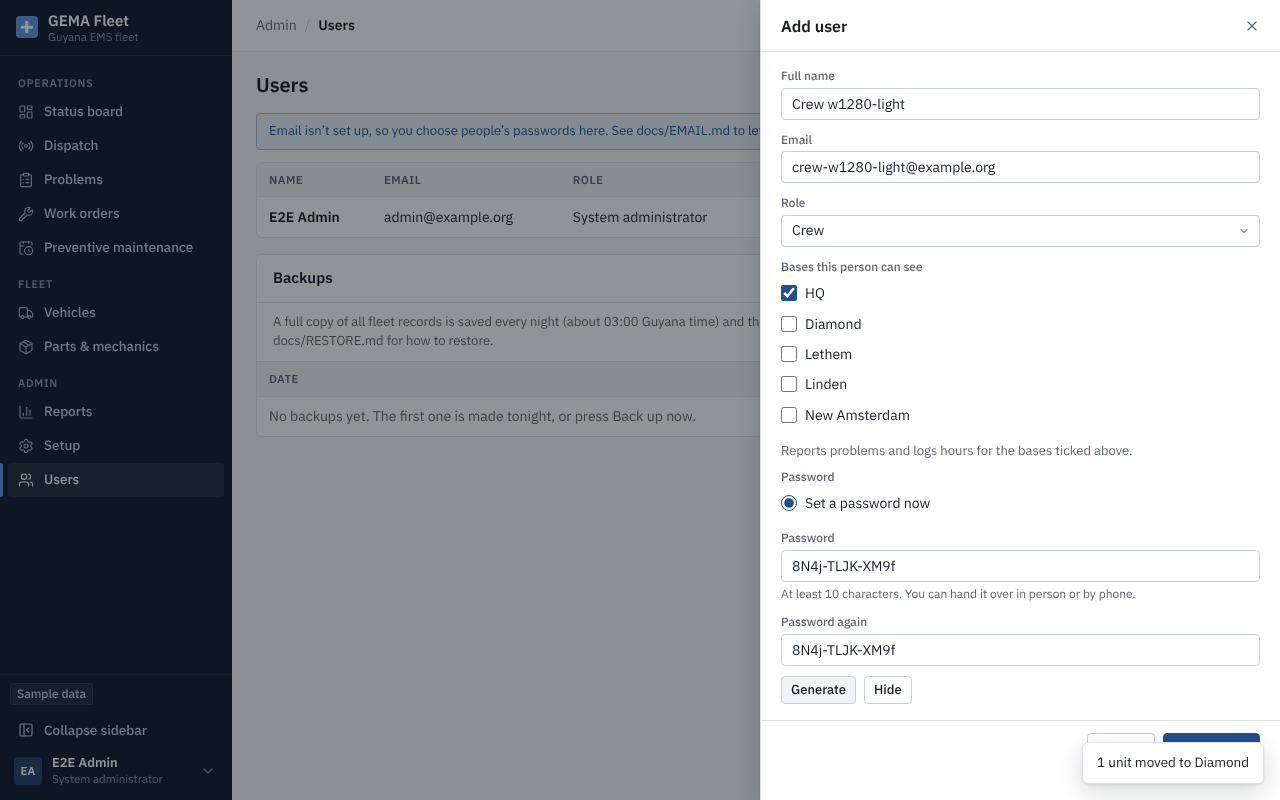 GEMA Fleet
Guyana EMS fleet
OPERATIONS
Status board
Dispatch
Problems
Work orders
Preventive maintenance
FLEET
Vehicles
Parts & mechanics
ADMIN
Reports
Setup
Users
Sample data
Collapse sidebar
EA
E2E Admin
System administrator
Admin / Users
Users
Email isn’t set up, so you choose people’s passwords here. See docs/EMAIL.md to
NAME EMAIL ROLE
E2E Admin admin@example.org System administrator
Backups
A full copy of all fleet records is saved every night (about 03:00 Guyana time) and
docs/RESTORE.md for how to restore.
DATE
No backups yet. The first one is made tonight, or press Back up now.
Add user
Full name
Crew w1280-light
Email
crew-w1280-light@example.org
Role
Crew
Bases this person can see
HQ
Diamond
Lethem
Linden
New Amsterdam
Reports problems and logs hours for the bases ticked above.
Password
Set a password now
Password
8N4j-TLJK-XM9f
At least 10 characters. You can hand it over in person or by phone.
Password again
8N4j-TLJK-XM9f
Generate Hide
1 unit moved to Diamond